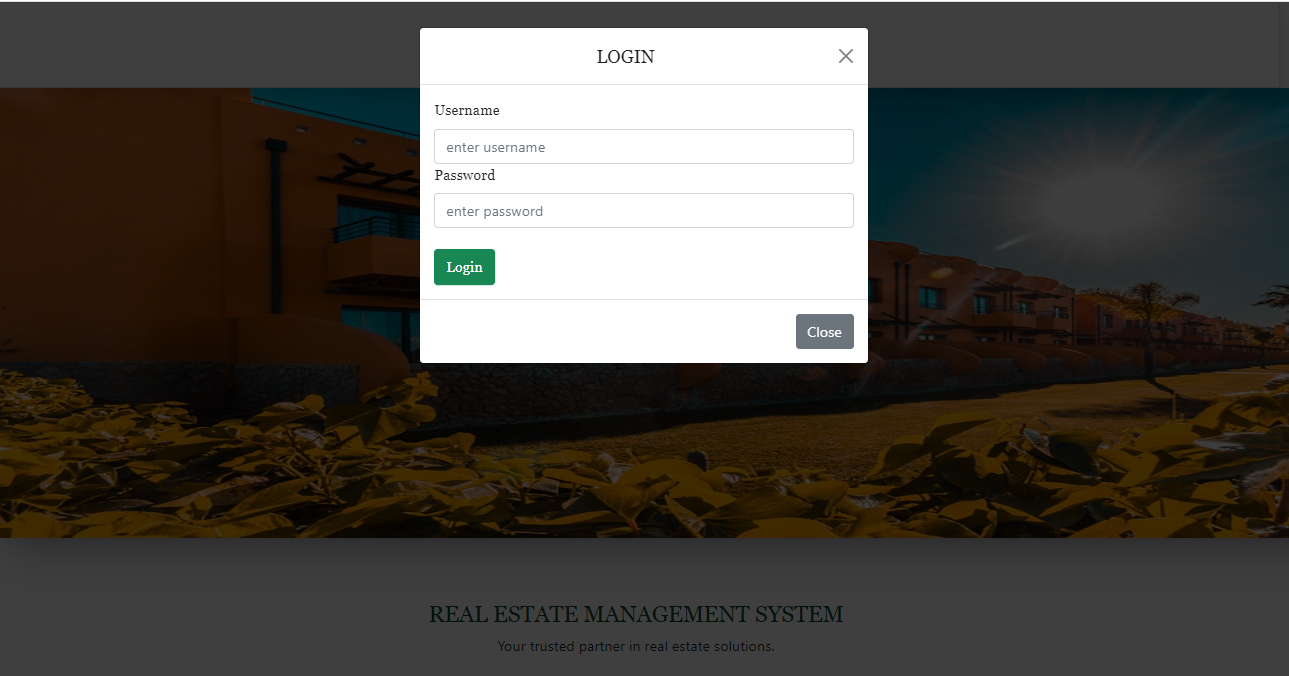 LOGIN
Username
enter username
Password
enter password
Login
Close
REAL ESTATE MANAGEMENT SYSTEM
Your trusted partner in real estate solutions.